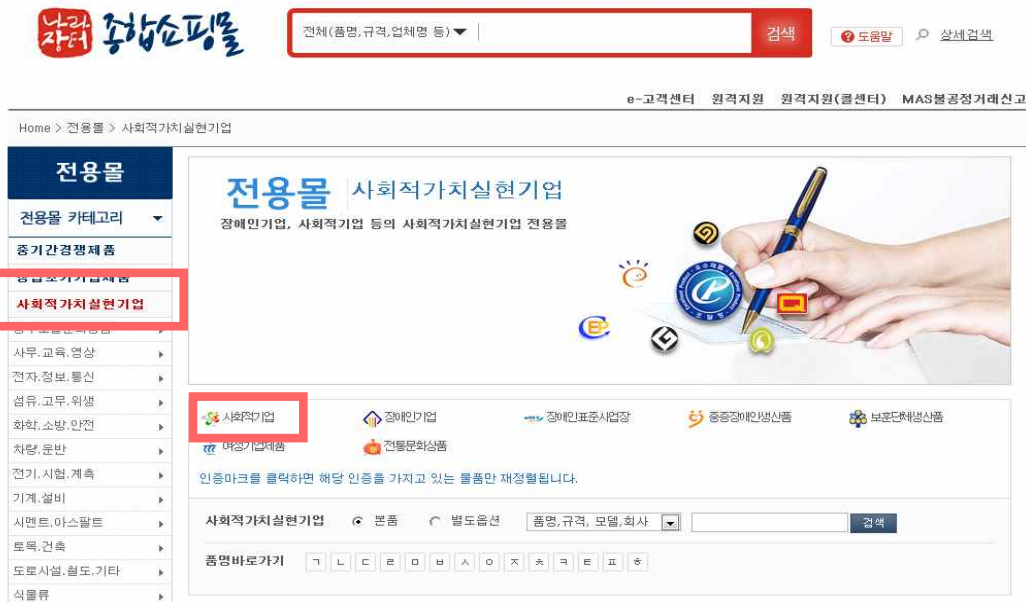 나라장터 종합쇼핑몰
전체(품명,규격,업체명 등)
검색
도움말
상세검색
e-고객센터 원격지원 원격지원(콜센터) MAS불공정거래신고
Home > 전용몰 > 사회적가치실현기업
전용몰
전용몰 카테고리
중기간경쟁제품
사회적가치실현기업
사무.교육.영상
전자.정보.통신
섬유.고무.위생
화학.소방.안전
차량.운반
전기.시험.계측
기계.설비
시멘트.아스팔트
토목.건축
도로시설.철도.기타
식물류
전용몰 사회적가치실현기업
장애인기업, 사회적기업 등의 사회적가치실현기업 전용몰
사회적기업 장애인기업 장애인표준사업장 중증장애인생산품 보훈단체생산품
여성기업제품 전통문화상품
인증마크를 클릭하면 해당 인증을 가지고 있는 물품만 재정렬됩니다.
사회적가치실현기업 본품 별도옵션 품명,규격, 모델,회사 검색
품명바로가기 ㄱ ㄴ ㄷ ㄹ ㅁ ㅂ ㅅ ㅇ ㅈ ㅊ ㅋ ㅌ ㅍ ㅎ